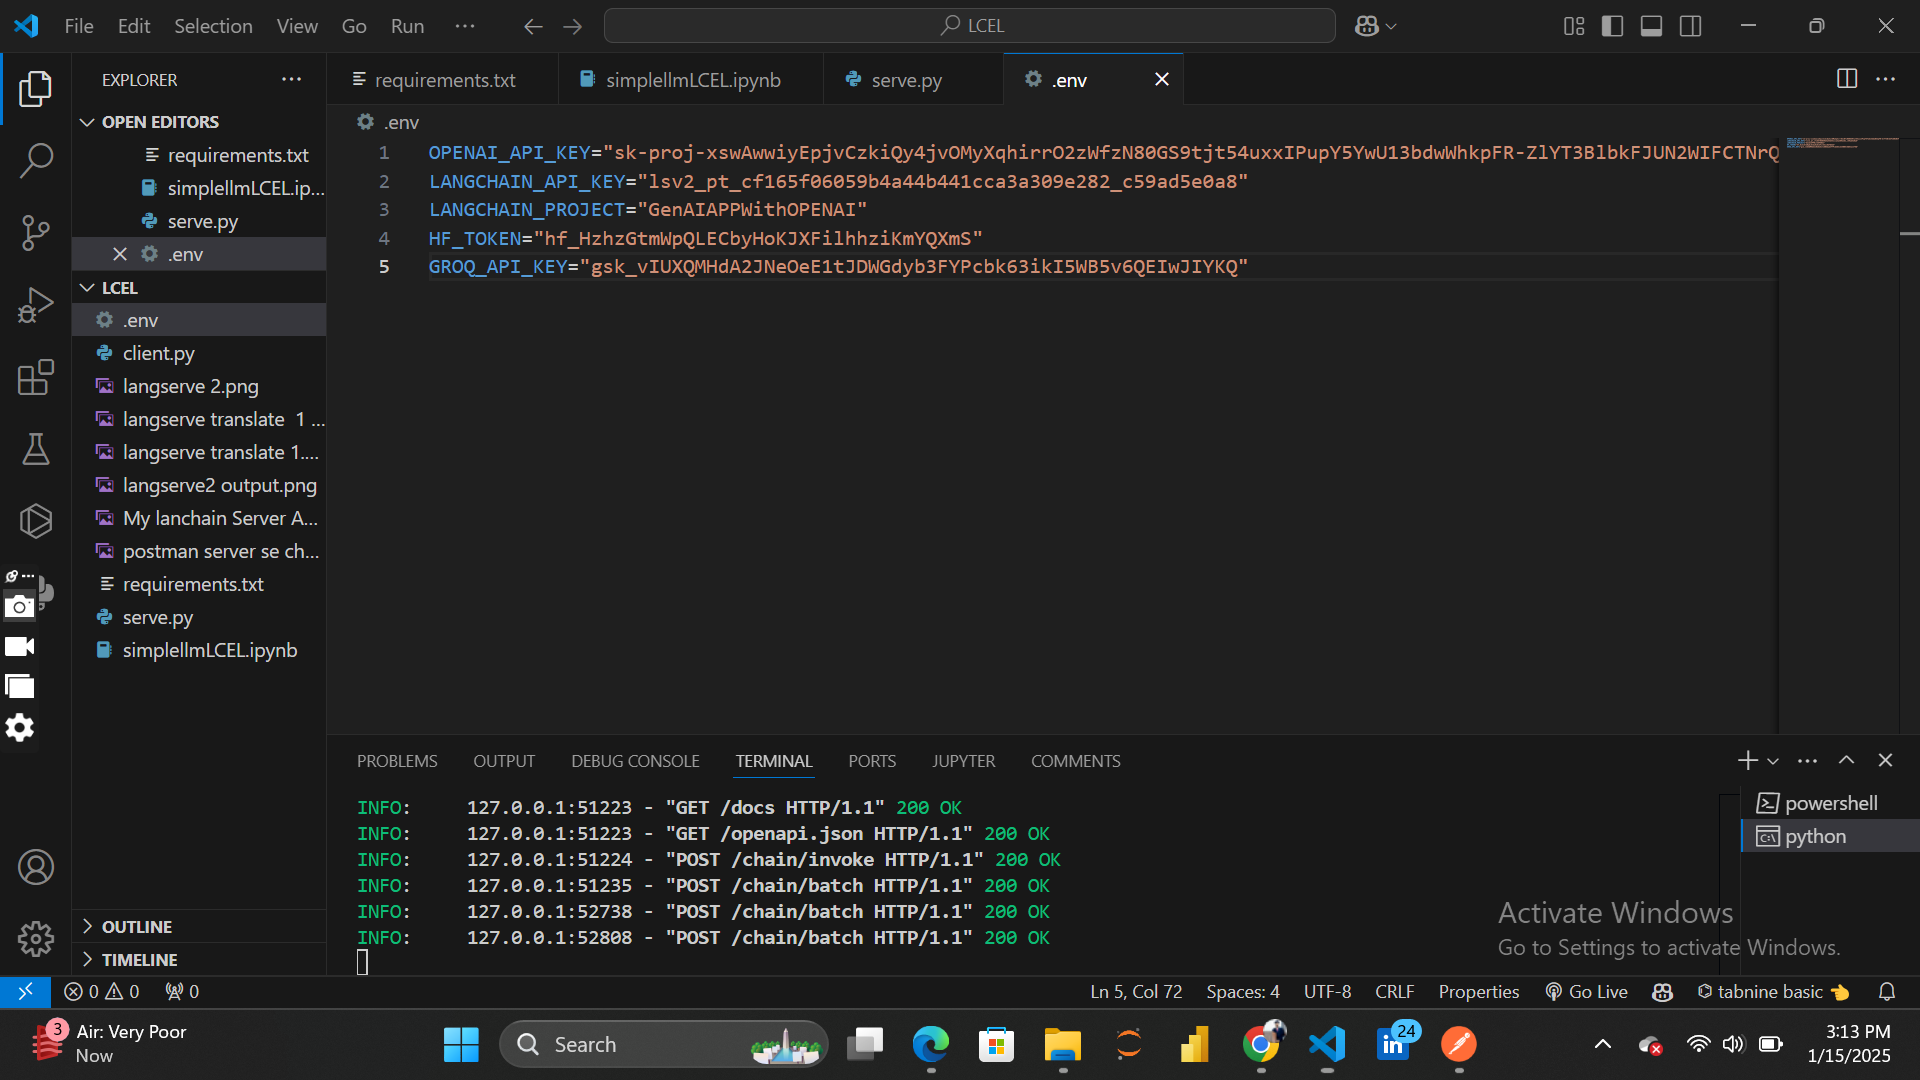 File Edit Selection View Go Run
LCEL
EXPLORER
OPEN EDITORS
requirements.txt
simplellmLCEL.ip...
serve.py
.env
LCEL
.env
client.py
langserve 2.png
langserve translate 1 ...
langserve translate 1....
langserve2 output.png
My lanchain Server A...
postman server se ch...
requirements.txt
serve.py
simplellmLCEL.ipynb
OUTLINE
TIMELINE
requirements.txt simplellmLCEL.ipynb serve.py .env
.env
1 OPENAI_API_KEY="
2 LANGCHAIN_API_KEY=""
3 LANGCHAIN_PROJECT="GenAIAPPWithOPENAI"
4 HF_TOKEN=""
5 GROQ_API_KEY=""
PROBLEMS OUTPUT DEBUG CONSOLE TERMINAL PORTS JUPYTER COMMENTS
INFO: 127.0.0.1:51223 - "GET /docs HTTP/1.1" 200 OK
INFO: 127.0.0.1:51223 - "GET /openapi.json HTTP/1.1" 200 OK
INFO: 127.0.0.1:51224 - "POST /chain/invoke HTTP/1.1" 200 OK
INFO: 127.0.0.1:51235 - "POST /chain/batch HTTP/1.1" 200 OK
INFO: 127.0.0.1:52738 - "POST /chain/batch HTTP/1.1" 200 OK
INFO: 127.0.0.1:52808 - "POST /chain/batch HTTP/1.1" 200 OK
powershell
python
Activate Windows
Go to Settings to activate Windows.
0 0 0 Ln 5, Col 72 Spaces: 4 UTF-8 CRLF Properties Go Live tabnine basic
3 Air: Very Poor
Now
Search
24
3:13 PM
1/15/2025